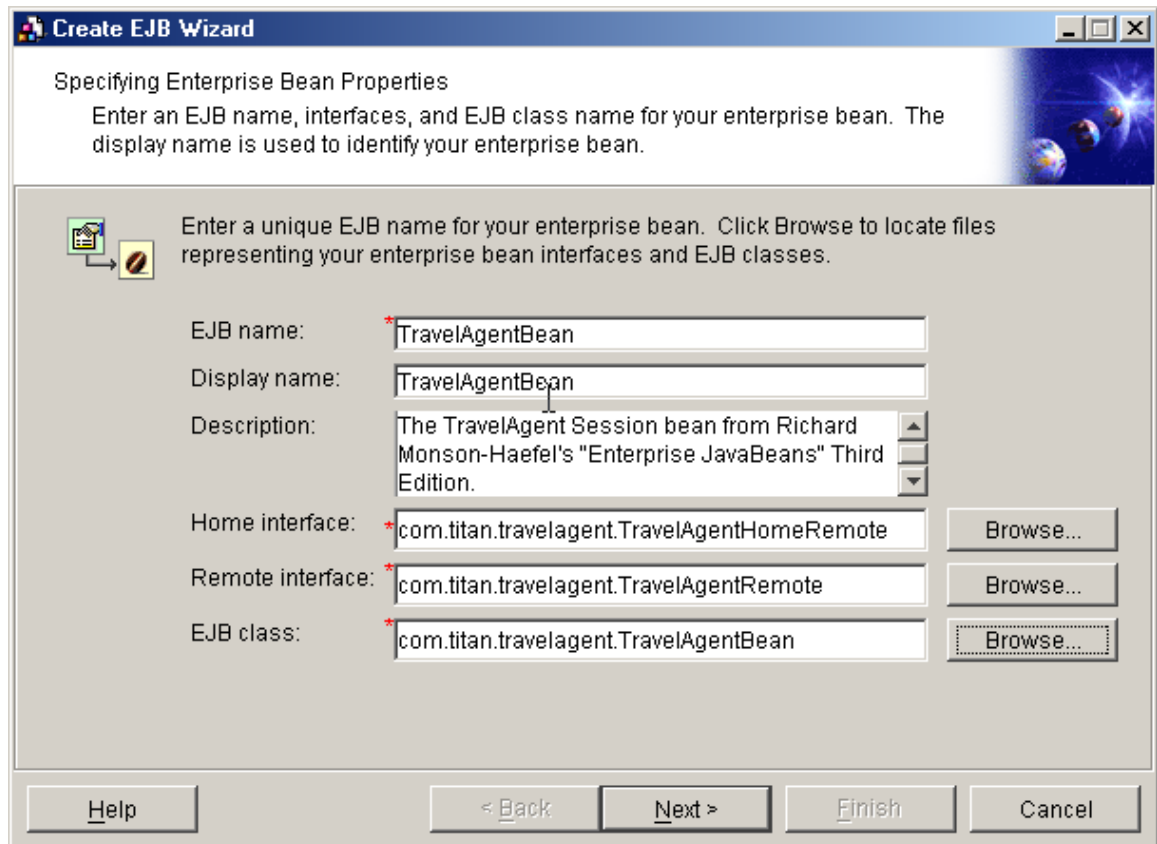 Create EJB Wizard
Specifying Enterprise Bean Properties
Enter an EJB name, interfaces, and EJB class name for your enterprise bean. The
display name is used to identify your enterprise bean.
Enter a unique EJB name for your enterprise bean. Click Browse to locate files
representing your enterprise bean interfaces and EJB classes.
EJB name: * TravelAgentBean
Display name: TravelAgentBean
Description: The TravelAgent Session bean from Richard
Monson-Haefel's "Enterprise JavaBeans" Third
Edition.
Home interface: * com.titan.travelagent.TravelAgentHomeRemote Browse...
Remote interface: * com.titan.travelagent.TravelAgentRemote Browse...
EJB class: * com.titan.travelagent.TravelAgentBean Browse...
Help < Back Next > Finish Cancel